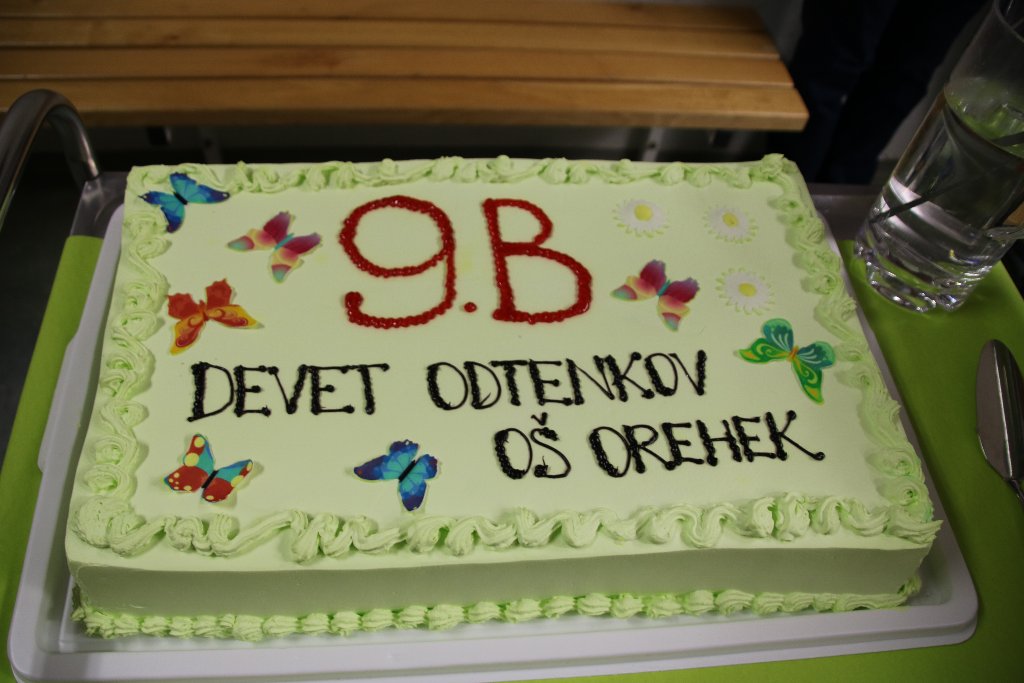 9.B
DEVET ODTENKOV
OŠ OREHEK